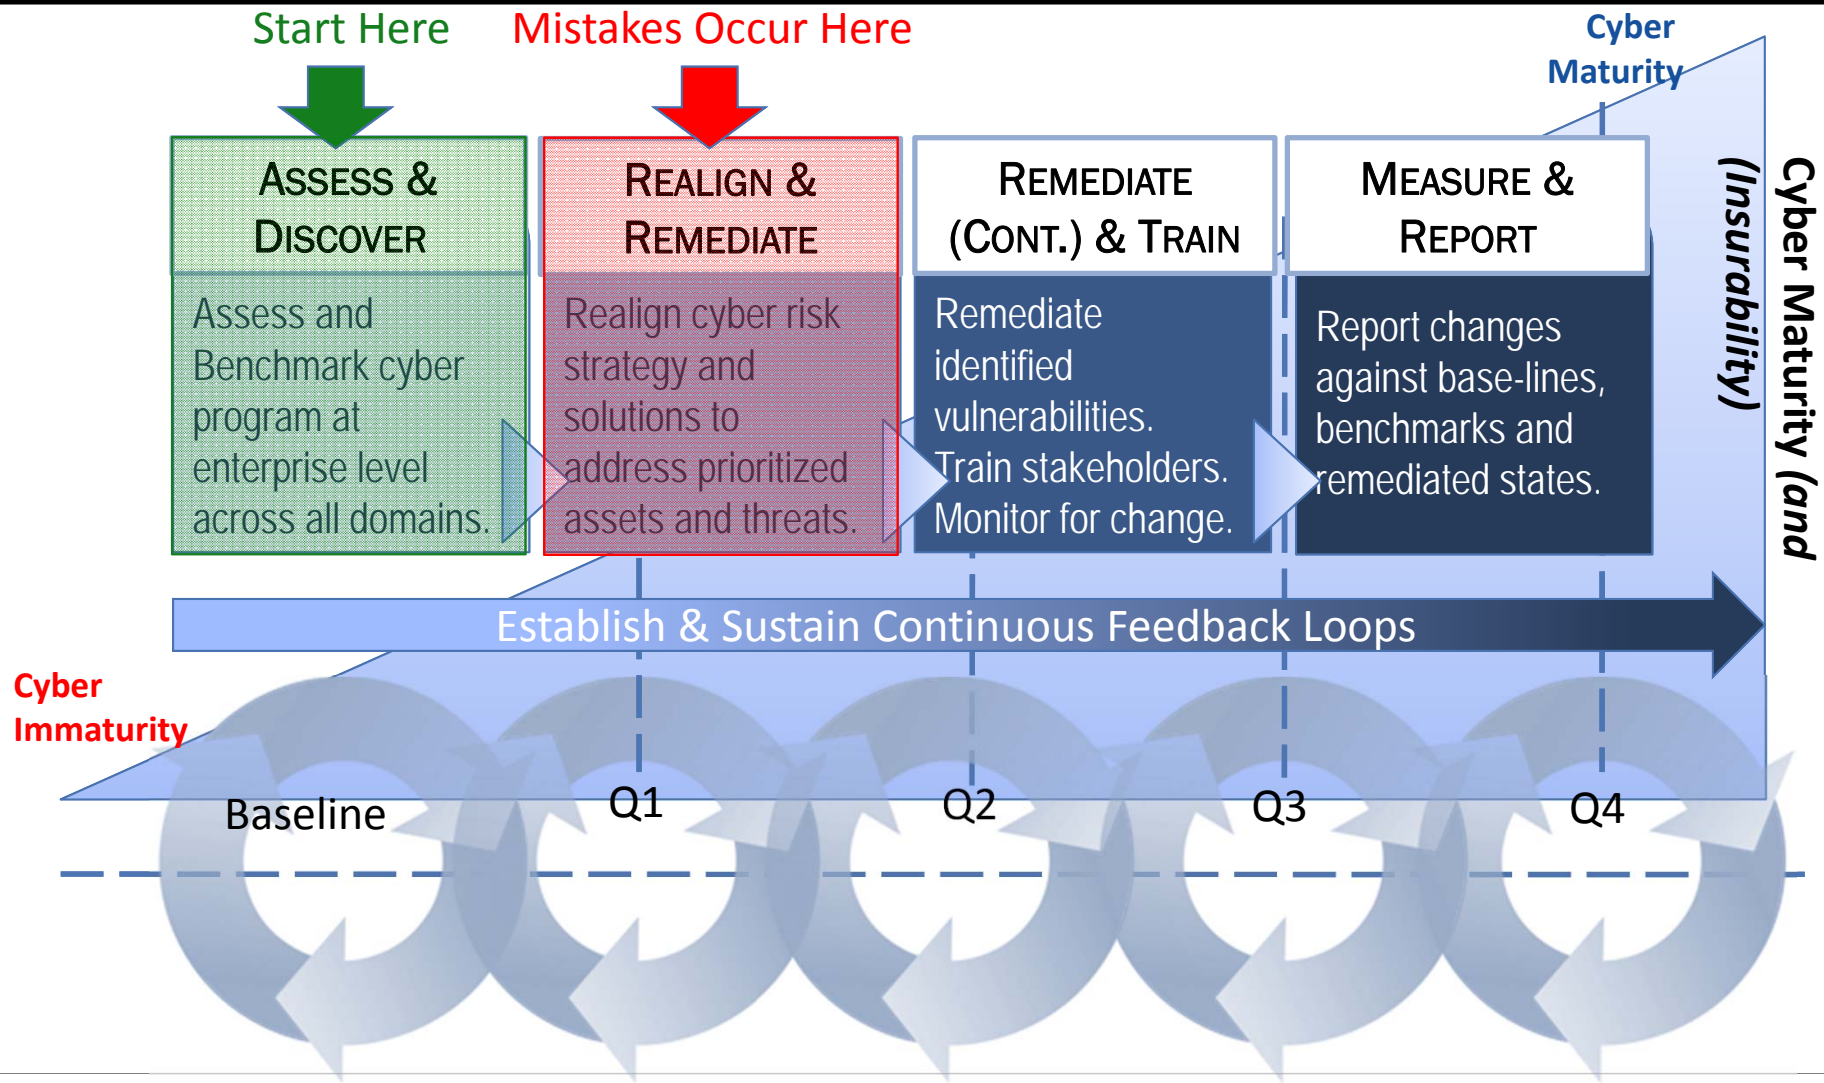 Start Here
Mistakes Occur Here
Cyber
Maturity
ASSESS &
DISCOVER
Assess and
Benchmark cyber
program at
enterprise level
across all domains.
REALIGN &
REMEDIATE
Realign cyber risk
strategy and
solutions to
address prioritized
assets and threats.
REMEDIATE
(CONT.) & TRAIN
Remediate
identified
vulnerabilities.
Train stakeholders.
Monitor for change.
MEASURE &
REPORT
Report changes
against base-lines,
benchmarks and
remediated states.
Cyber Maturity (and
(Insurability)
Establish & Sustain Continuous Feedback Loops
Cyber
Immaturity
Baseline
Q1
Q2
Q3
Q4